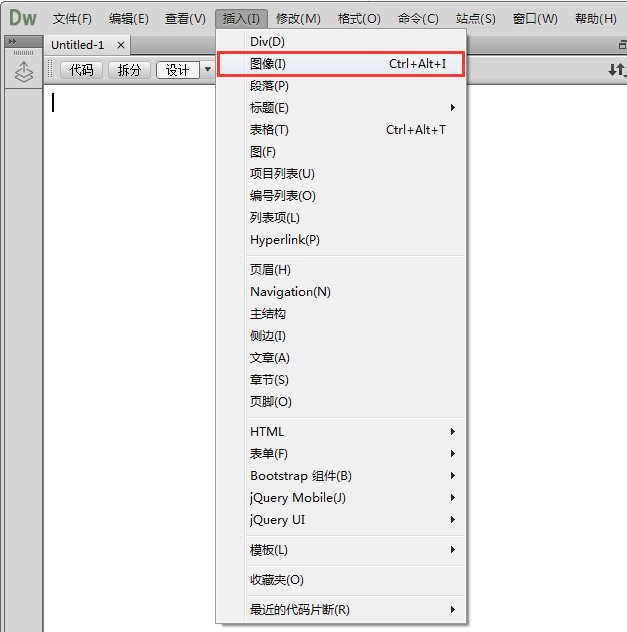 Dw 文件(F) 编辑(E) 查看(V) 插入(I) 修改(M) 格式(O) 命令(C) 站点(S) 窗口(W) 帮助(H)
Untitled-1 ×
代码 拆分 设计
Div(D)
图像(I) Ctrl+Alt+I
段落(P)
标题(E)
表格(T) Ctrl+Alt+T
图(F)
项目列表(U)
编号列表(O)
列表项(L)
Hyperlink(P)
页眉(H)
Navigation(N)
主结构
侧边(I)
文章(A)
章节(S)
页脚(O)
HTML
表单(F)
Bootstrap 组件(B)
jQuery Mobile(J)
jQuery UI
模板(L)
收藏夹(O)
最近的代码片断(R)